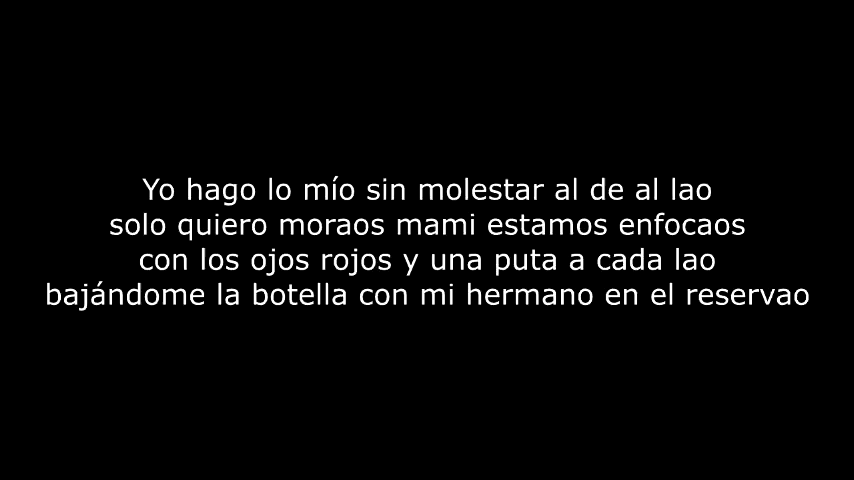 Yo hago lo mío sin molestar al de al lao
solo quiero moraos mami estamos enfocaos
con los ojos rojos y una puta a cada lao
bajándome la botella con mi hermano en el reservao